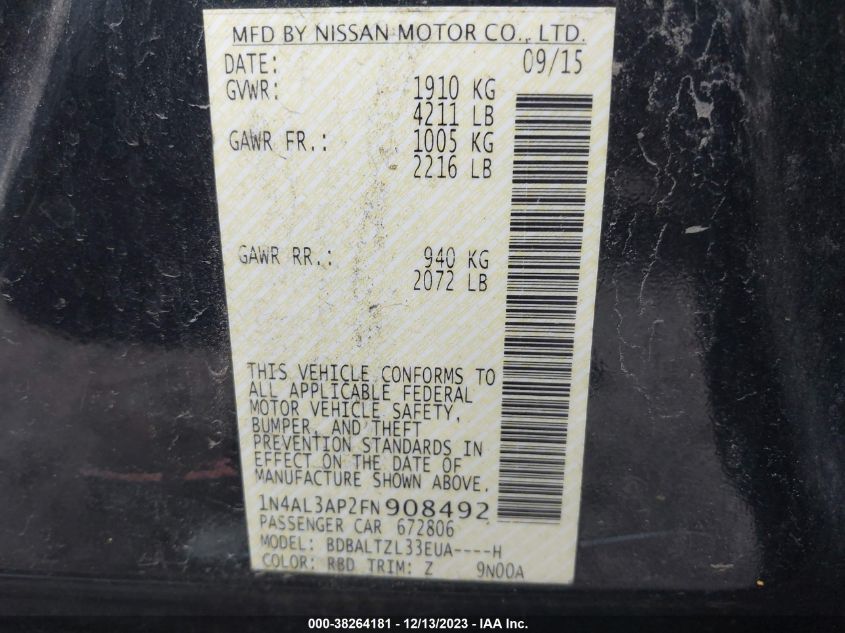 MFD BY NISSAN MOTOR CO., LTD.
DATE: 09/15
GVWR: 1910 KG
4211 LB
GAWR FR.: 1005 KG
2216 LB
GAWR RR.: 940 KG
2072 LB
THIS VEHICLE CONFORMS TO
ALL APPLICABLE FEDERAL
MOTOR VEHICLE SAFETY,
BUMPER, AND THEFT
PREVENTION STANDARDS IN
EFFECT ON THE DATE OF
MANUFACTURE SHOWN ABOVE.
1N4AL3AP2FN908492
PASSENGER CAR 672806
MODEL: BDBALTZL33EUA----H
COLOR: RBD TRIM: Z 9N00A
000-38264181 - 12/13/2023 - IAA Inc.